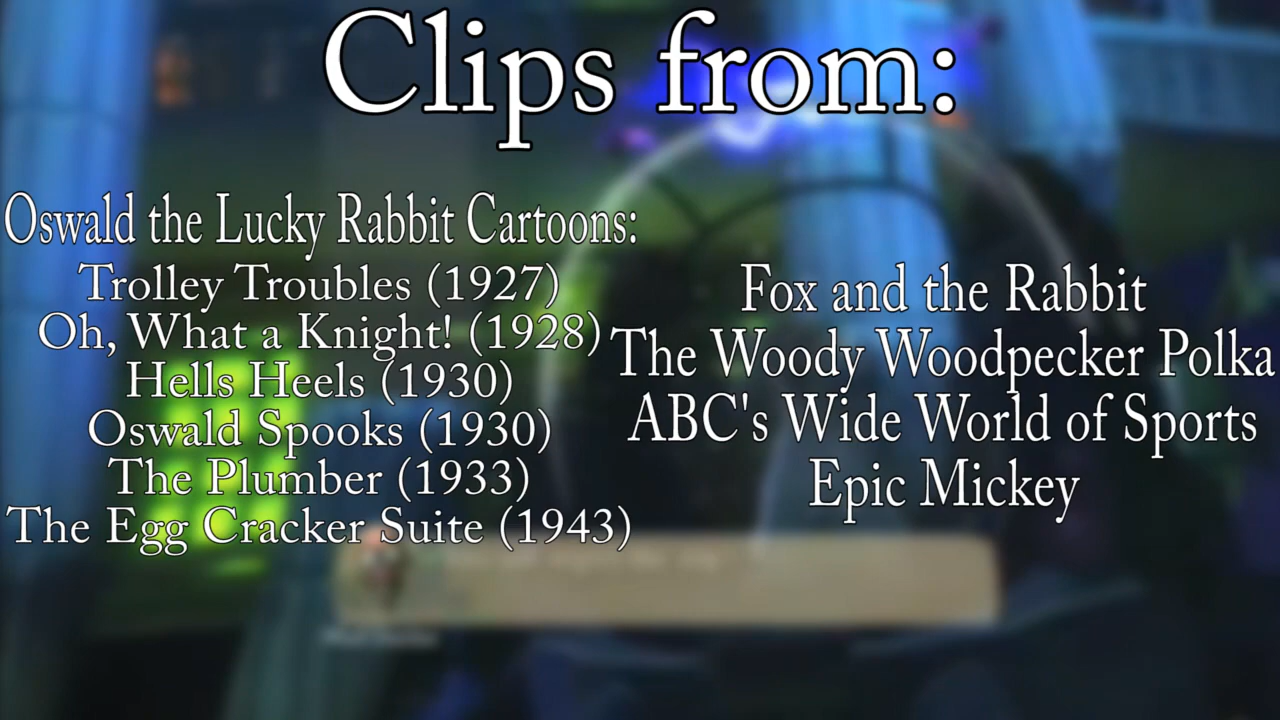 Clips from:
Oswald the Lucky Rabbit Cartoons:
Trolley Troubles (1927)
Oh, What a Knight! (1928)
Hells Heels (1930)
Oswald Spooks (1930)
The Plumber (1933)
The Egg Cracker Suite (1943)
Fox and the Rabbit
The Woody Woodpecker Polka
ABC's Wide World of Sports
Epic Mickey